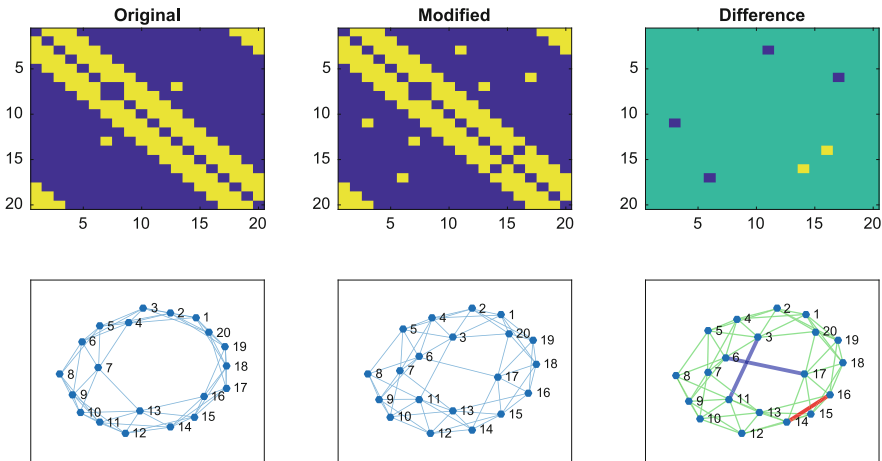 Original Modified Difference
5 5 5
10 10 10
15 15 15
20 20 20
5 10 15 20 5 10 15 20 5 10 15 20
3 2 1 5 4 20 6 19 7 18 8 17 16 9 13 10 15 11 14 12
2 1 4 5 3 20 19 6 18 7 8 17 16 9 11 13 10 15 14 12
2 1 4 5 3 20 19 6 18 7 8 17 16 9 11 13 10 15 14 12